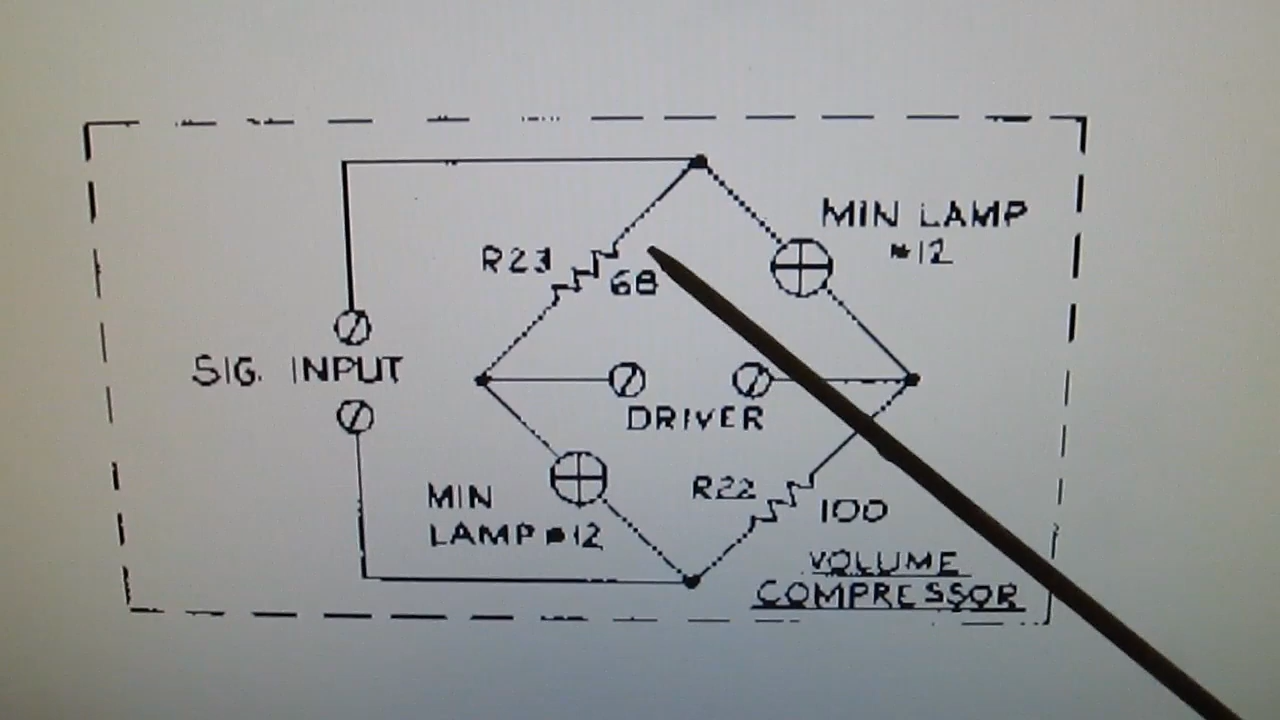 MIN LAMP
#12
R23
68
SIG. INPUT
DRIVER
MIN
LAMP #12
R22
100
VOLUME
COMPRESSOR